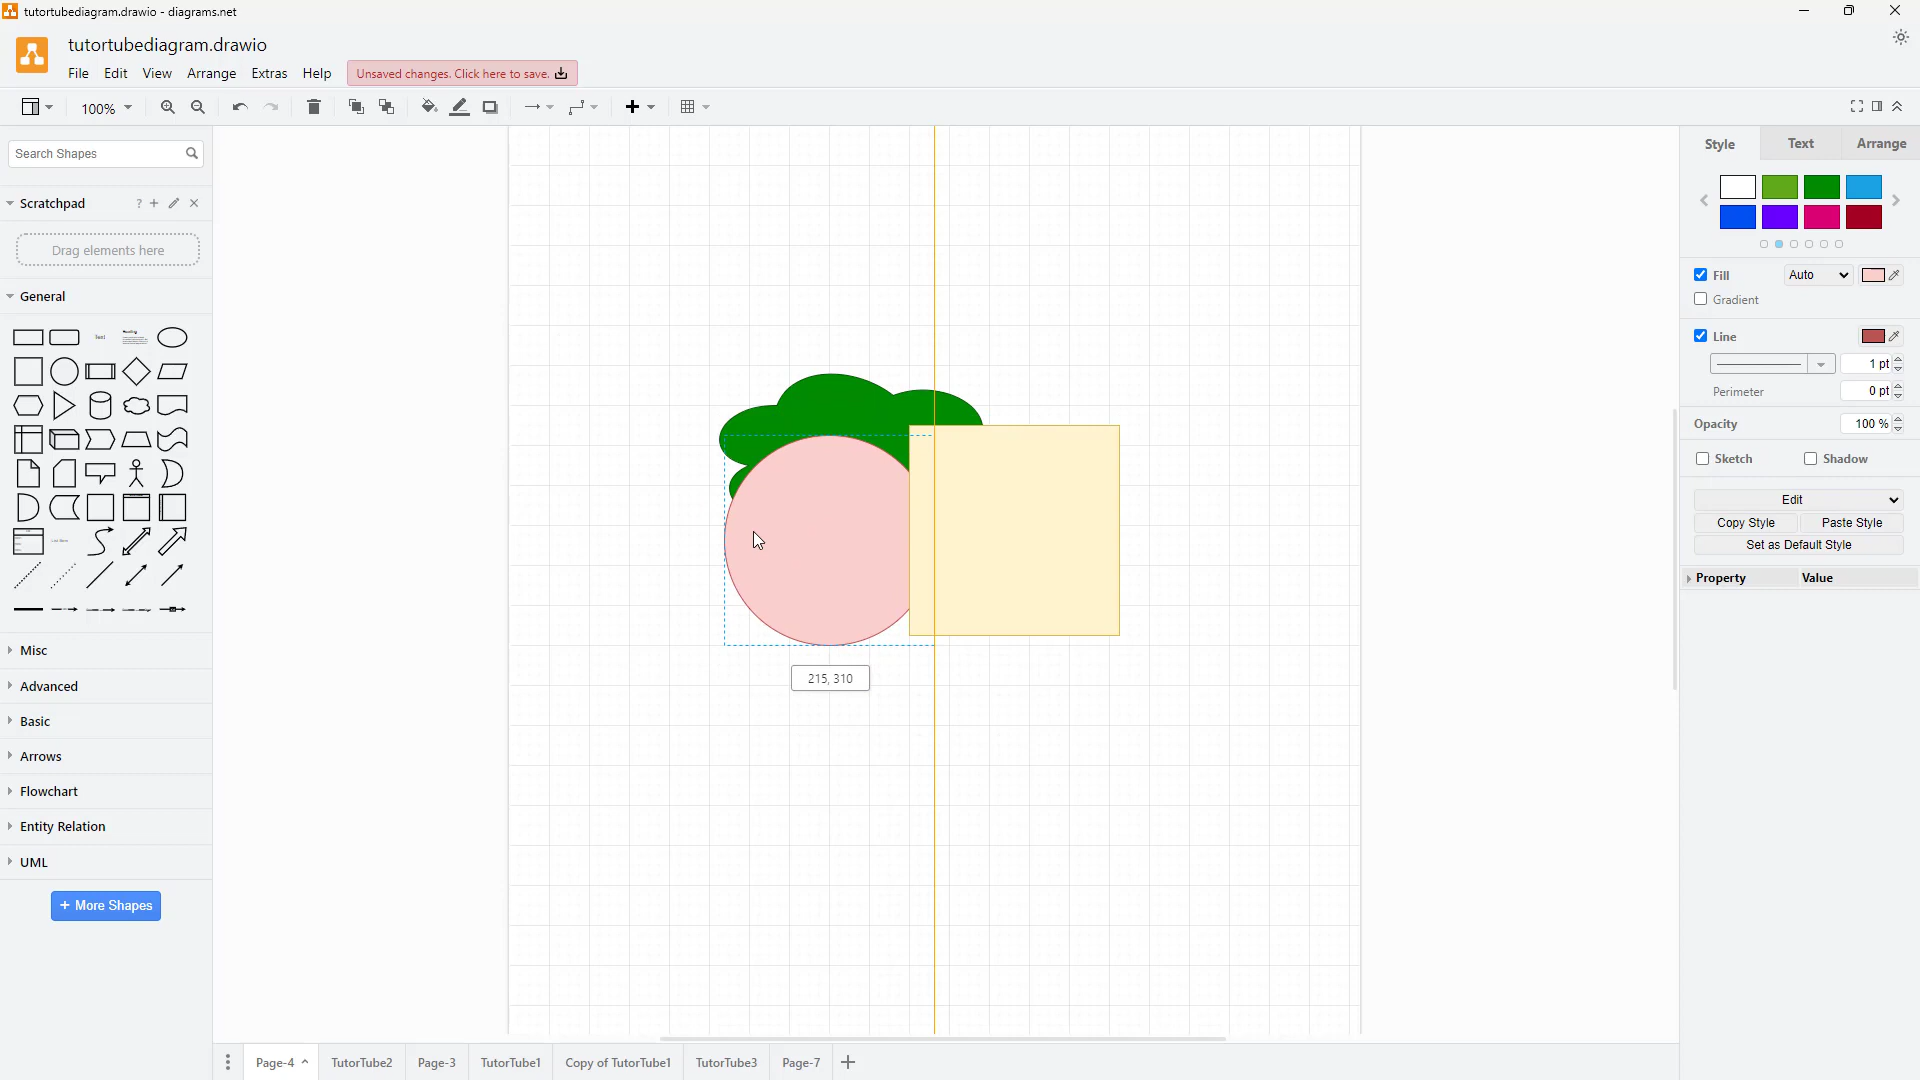 tutortubediagram.drawio - diagrams.net
tutortubediagram.drawio
File Edit View Arrange Extras Help Unsaved changes. Click here to save.
100%
Search Shapes
Scratchpad ? + 
Drag elements here
General
Text Heading
Misc
Advanced
Basic
Arrows
Flowchart
Entity Relation
UML
+ More Shapes
215, 310
Style Text Arrange
Fill Auto
Gradient
Line
1 pt
Perimeter 0 pt
Opacity 100 %
Sketch Shadow
Edit
Copy Style Paste Style
Set as Default Style
Property Value
Page-4 TutorTube2 Page-3 TutorTube1 Copy of TutorTube1 TutorTube3 Page-7